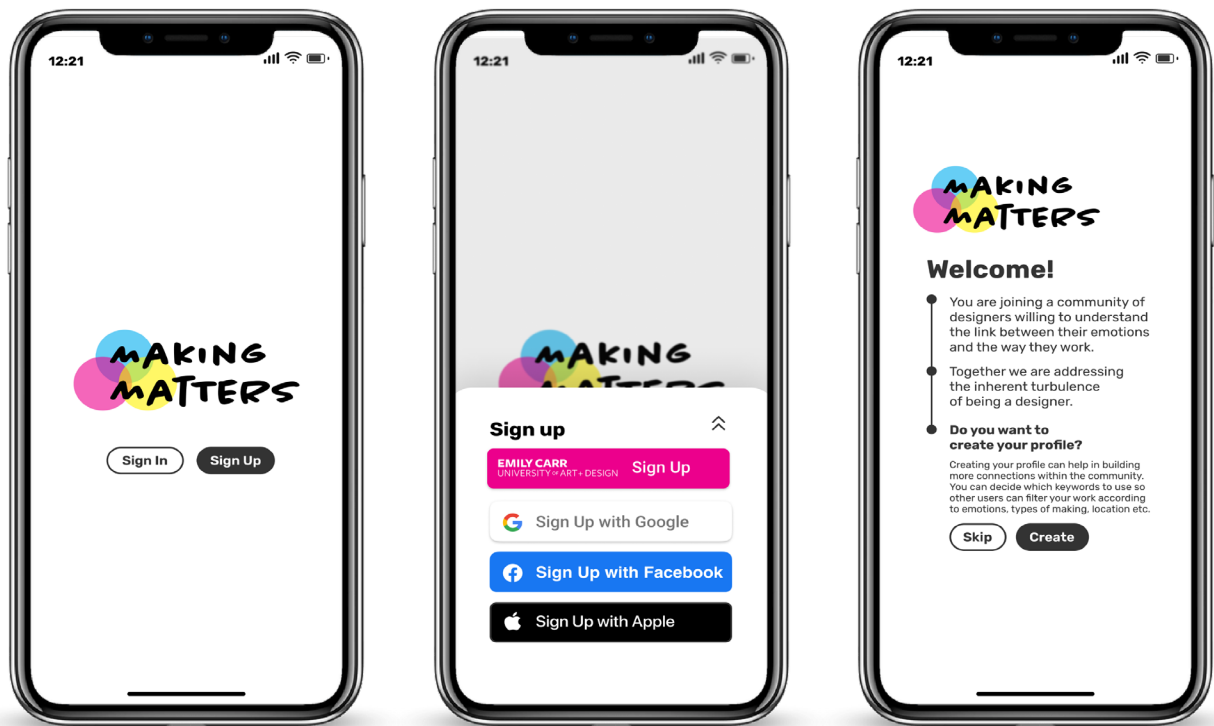 12:21
MAKING
MATTERS
Sign In
Sign Up
12:21
MAKING
MATTERS
Sign up
EMILY CARR
UNIVERSITY OF ART + DESIGN
Sign Up
Sign Up with Google
Sign Up with Facebook
Sign Up with Apple
12:21
MAKING
MATTERS
Welcome!
You are joining a community of
designers willing to understand
the link between their emotions
and the way they work.
Together we are addressing
the inherent turbulence
of being a designer.
Do you want to
create your profile?
Creating your profile can help in building
more connections within the community.
You can decide which keywords to use so
other users can filter your work according
to emotions, types of making, location etc.
Skip
Create